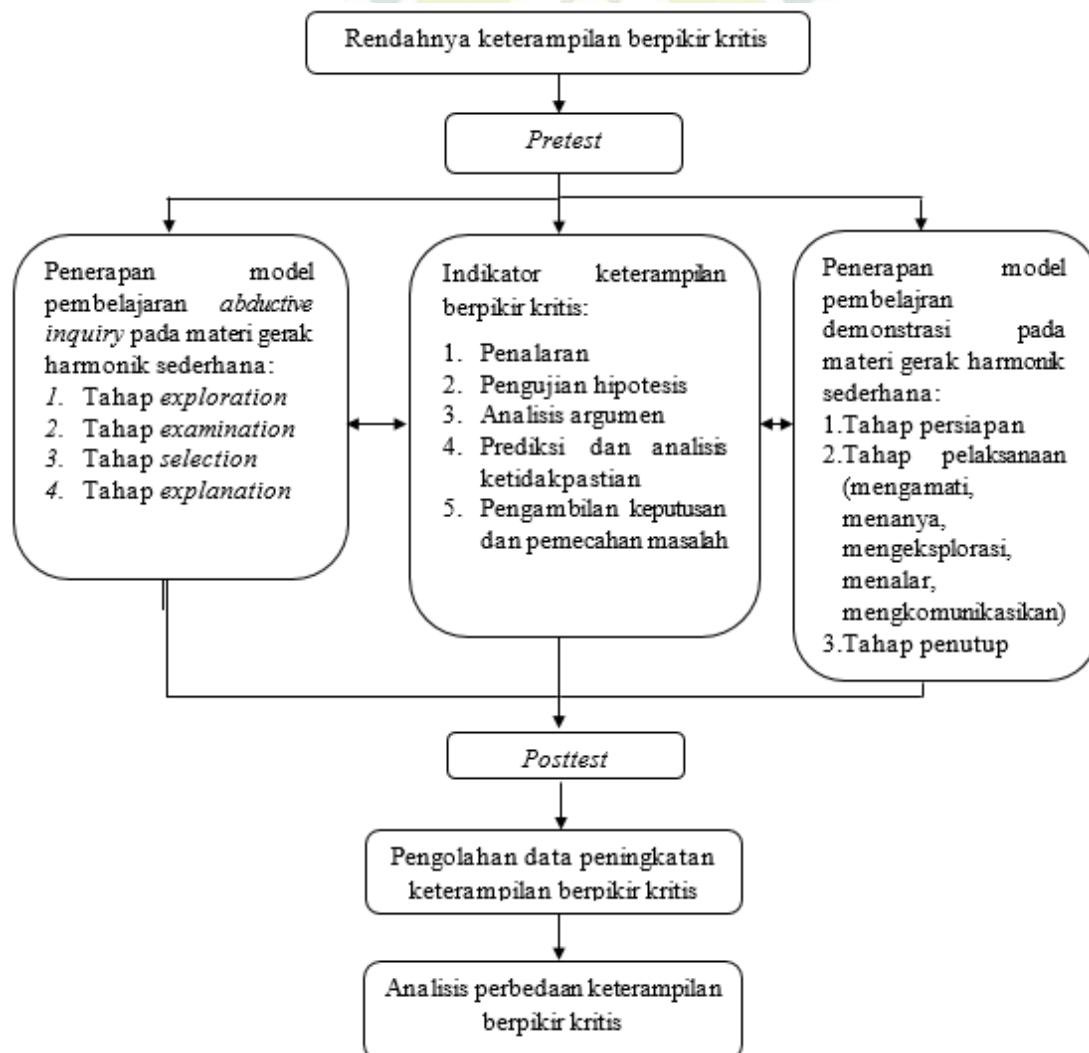 Rendahnya keterampilan berpikir kritis
Pretest
Penerapan model
pembelajaran abductive
inquiry pada materi gerak
harmonik sederhana:
1. Tahap exploration
2. Tahap examination
3. Tahap selection
4. Tahap explanation
Indikator keterampilan
berpikir kritis:
1. Penalaran
2. Pengujian hipotesis
3. Analisis argumen
4. Prediksi dan analisis
ketidakpastian
5. Pengambilan keputusan
dan pemecahan masalah
Penerapan model
pembelajran
demonstrasi pada
materi gerak harmonik
sederhana:
1.Tahap persiapan
2.Tahap pelaksanaan
(mengamati,
menanya,
mengeksplorasi,
menalar,
mengkomunikasikan)
3.Tahap penutup
Posttest
Pengolahan data peningkatan
keterampilan berpikir kritis
Analisis perbedaan keterampilan
berpikir kritis